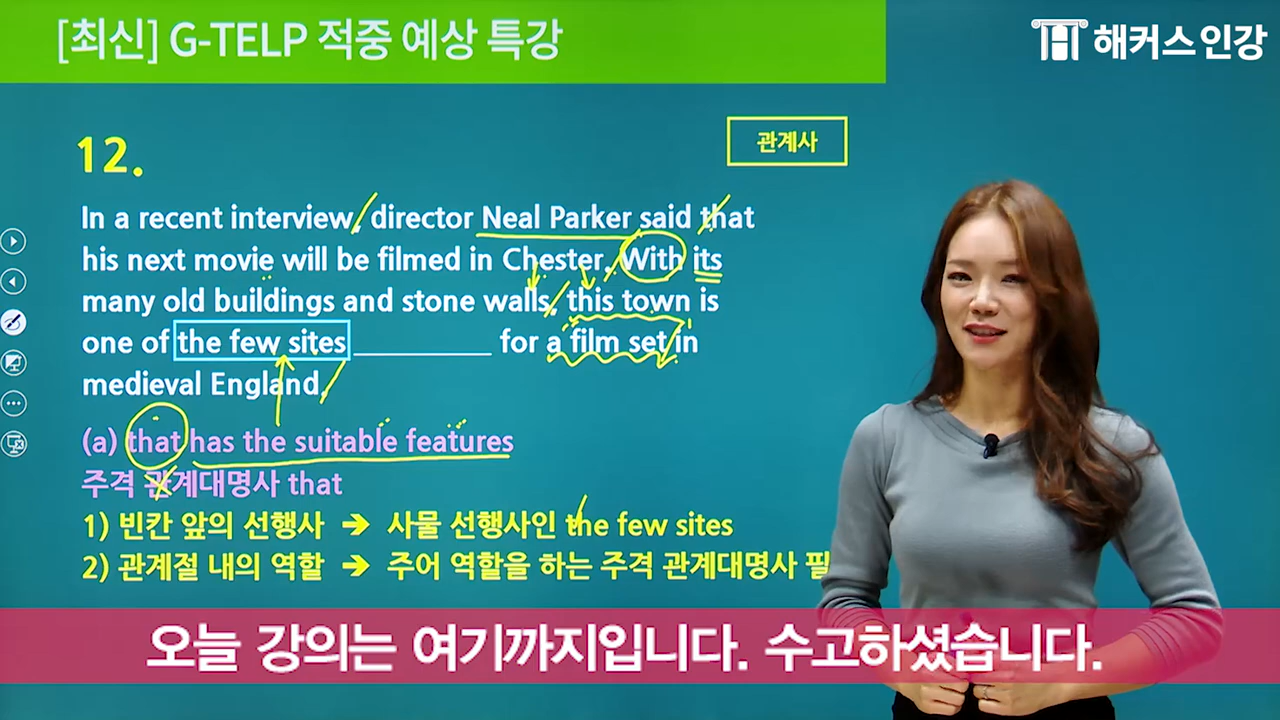 [최신] G-TELP 적중 예상 특강
해커스인강
12.
관계사
In a recent interview, director Neal Parker said that
his next movie will be filmed in Chester. With its
many old buildings and stone walls, this town is
one of the few sites __________ for a film set in
medieval England.
(a) that has the suitable features
주격 관계대명사 that
1) 빈칸 앞의 선행사 ➔ 사물 선행사인 the few sites
2) 관계절 내의 역할 ➔ 주어 역할을 하는 주격 관계대명사 필
오늘 강의는 여기까지입니다. 수고하셨습니다.